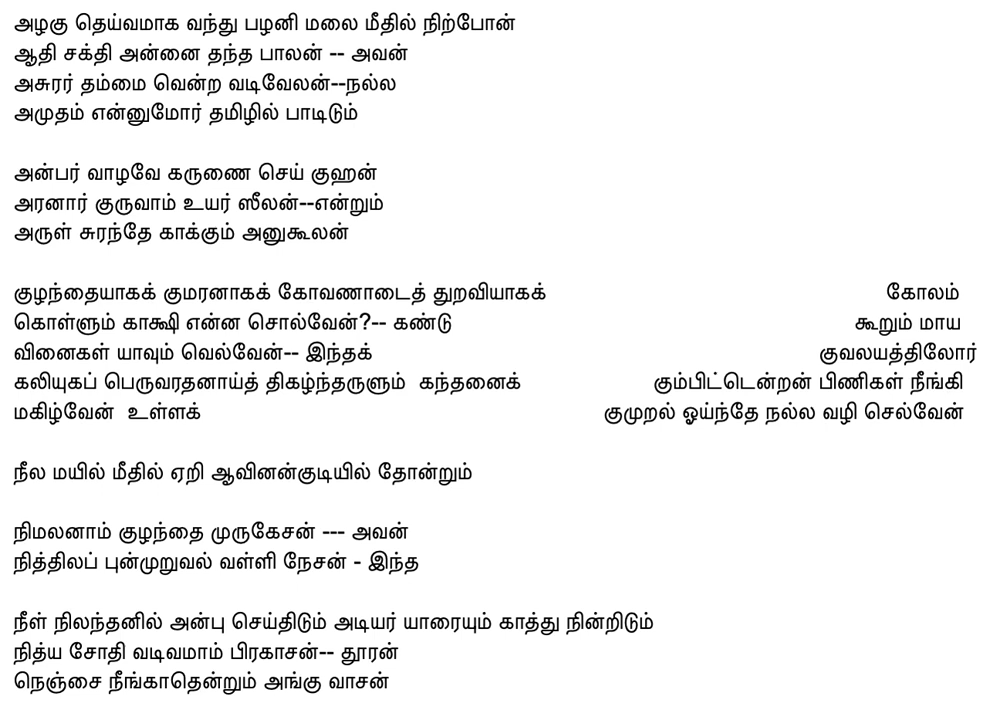 அழகு தெய்வமாக வந்து பழனி மலை மீதில் நிற்போன்
ஆதி சக்தி அன்னை தந்த பாலன் -- அவன்
அசுரர் தம்மை வென்ற வடிவேலன்--நல்ல
அமுதம் என்னுமோர் தமிழில் பாடிடும்

அன்பர் வாழவே கருணை செய் குஹன்
அரனார் குருவாம் உயர் ஸீலன்--என்றும்
அருள் சுரந்தே காக்கும் அனுகூலன்

குழந்தையாகக் குமரனாகக் கோவணாடைத் துறவியாகக் கோலம்
கொள்ளும் காக்ஷி என்ன சொல்வேன்?-- கண்டு கூறும் மாய
வினைகள் யாவும் வெல்வேன்-- இந்தக் குவலயத்திலோர்
கலியுகப் பெருவரதனாய்த் திகழ்ந்தருளும் கந்தனைக் கும்பிட்டென்றன் பிணிகள் நீங்கி
மகிழ்வேன் உள்ளக் குமுறல் ஓய்ந்தே நல்ல வழி செல்வேன்

நீல மயில் மீதில் ஏறி ஆவினன்குடியில் தோன்றும்

நிமலனாம் குழந்தை முருகேசன் --- அவன்
நித்திலப் புன்முறுவல் வள்ளி நேசன் - இந்த

நீள் நிலந்தனில் அன்பு செய்திடும் அடியர் யாரையும் காத்து நின்றிடும்
நித்ய சோதி வடிவமாம் பிரகாசன்-- தூரன்
நெஞ்சை நீங்காதென்றும் அங்கு வாசன்